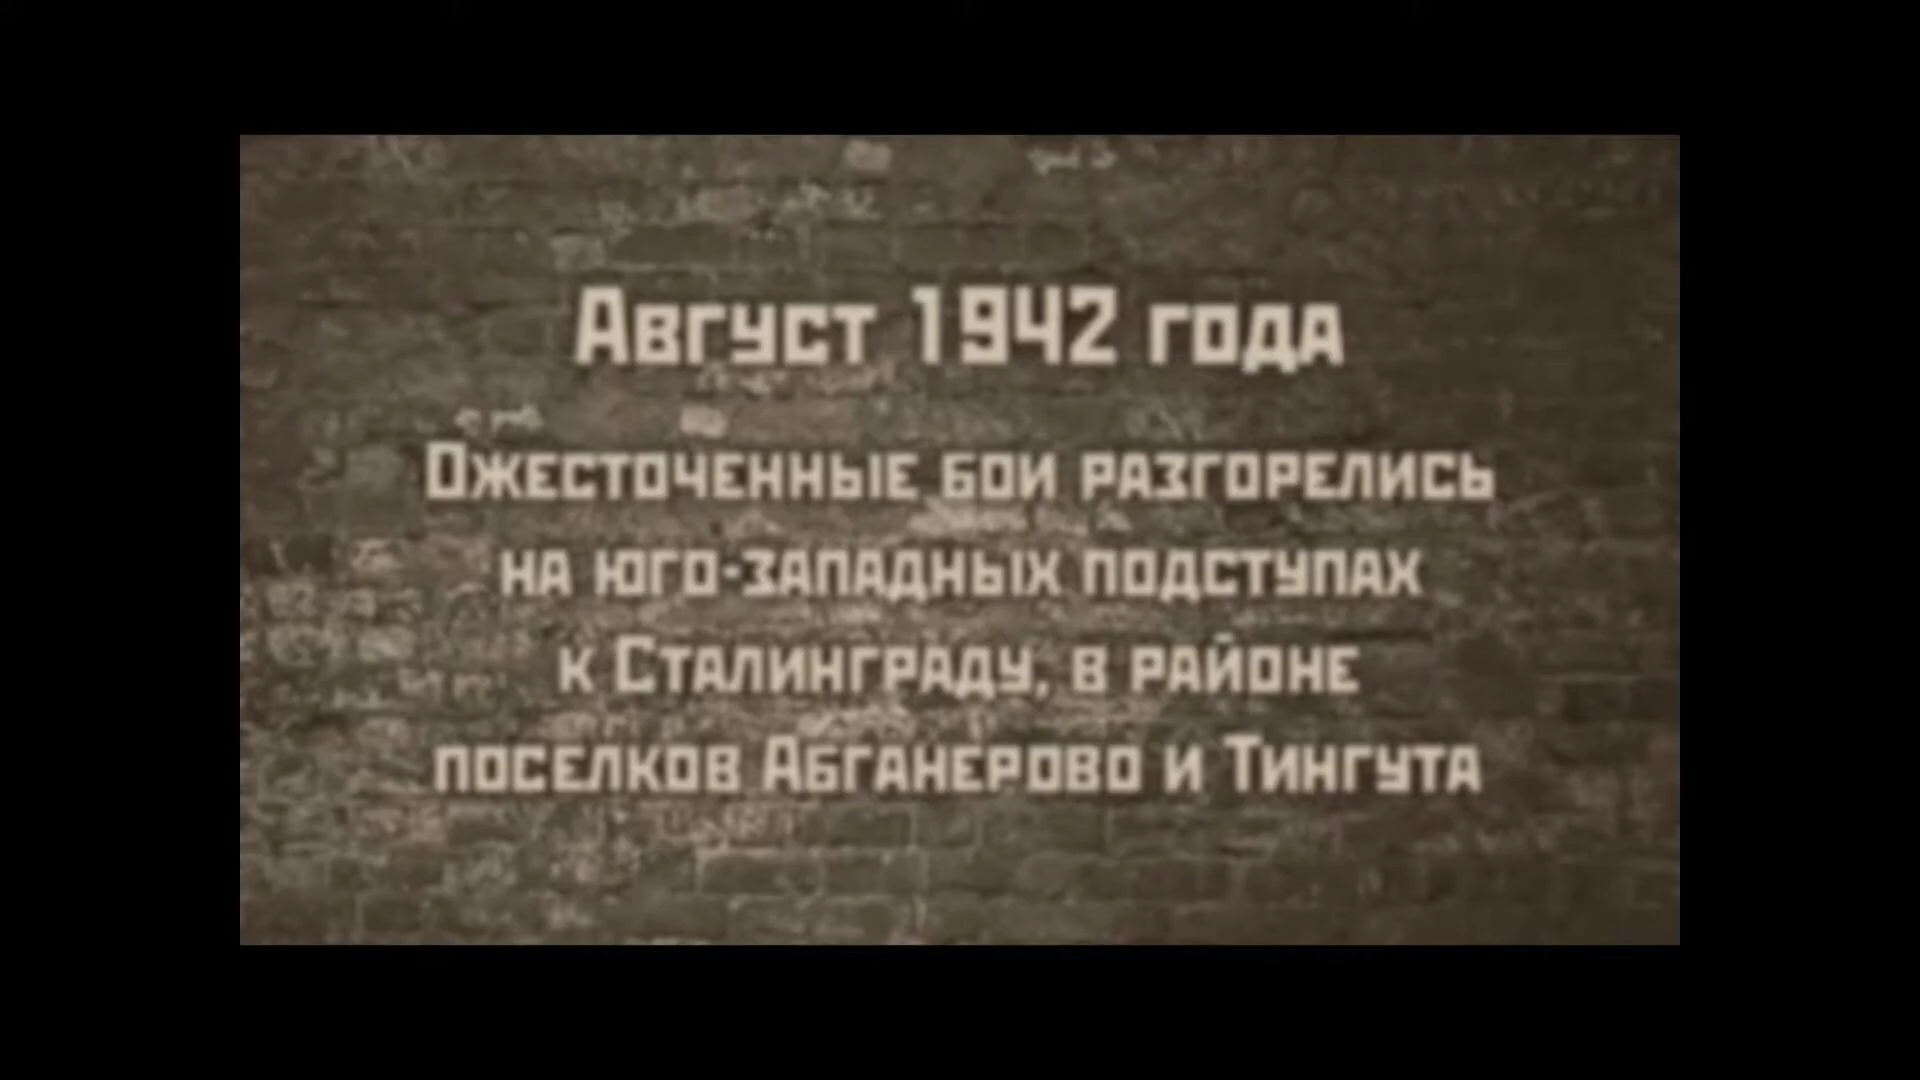 Август 1942 года
Ожесточенные бои разгорелись
на юго-западных подступах
к Сталинграду, в районе
поселков Абганерово и Тингута